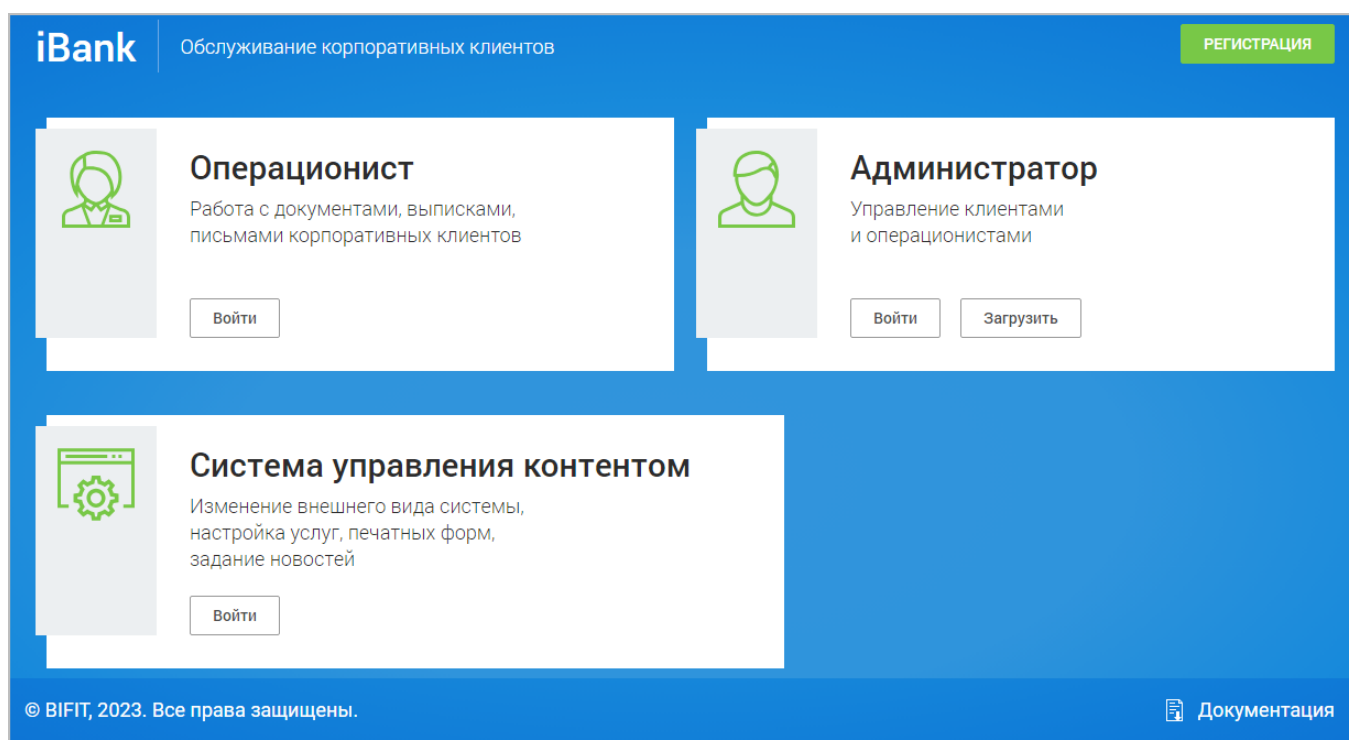 iBank
Обслуживание корпоративных клиентов
РЕГИСТРАЦИЯ
Операционист
Работа с документами, выписками,
письмами корпоративных клиентов
Войти
Администратор
Управление клиентами
и операционистами
Войти
Загрузить
Система управления контентом
Изменение внешнего вида системы,
настройка услуг, печатных форм,
задание новостей
Войти
© BIFIT, 2023. Все права защищены.
Документация